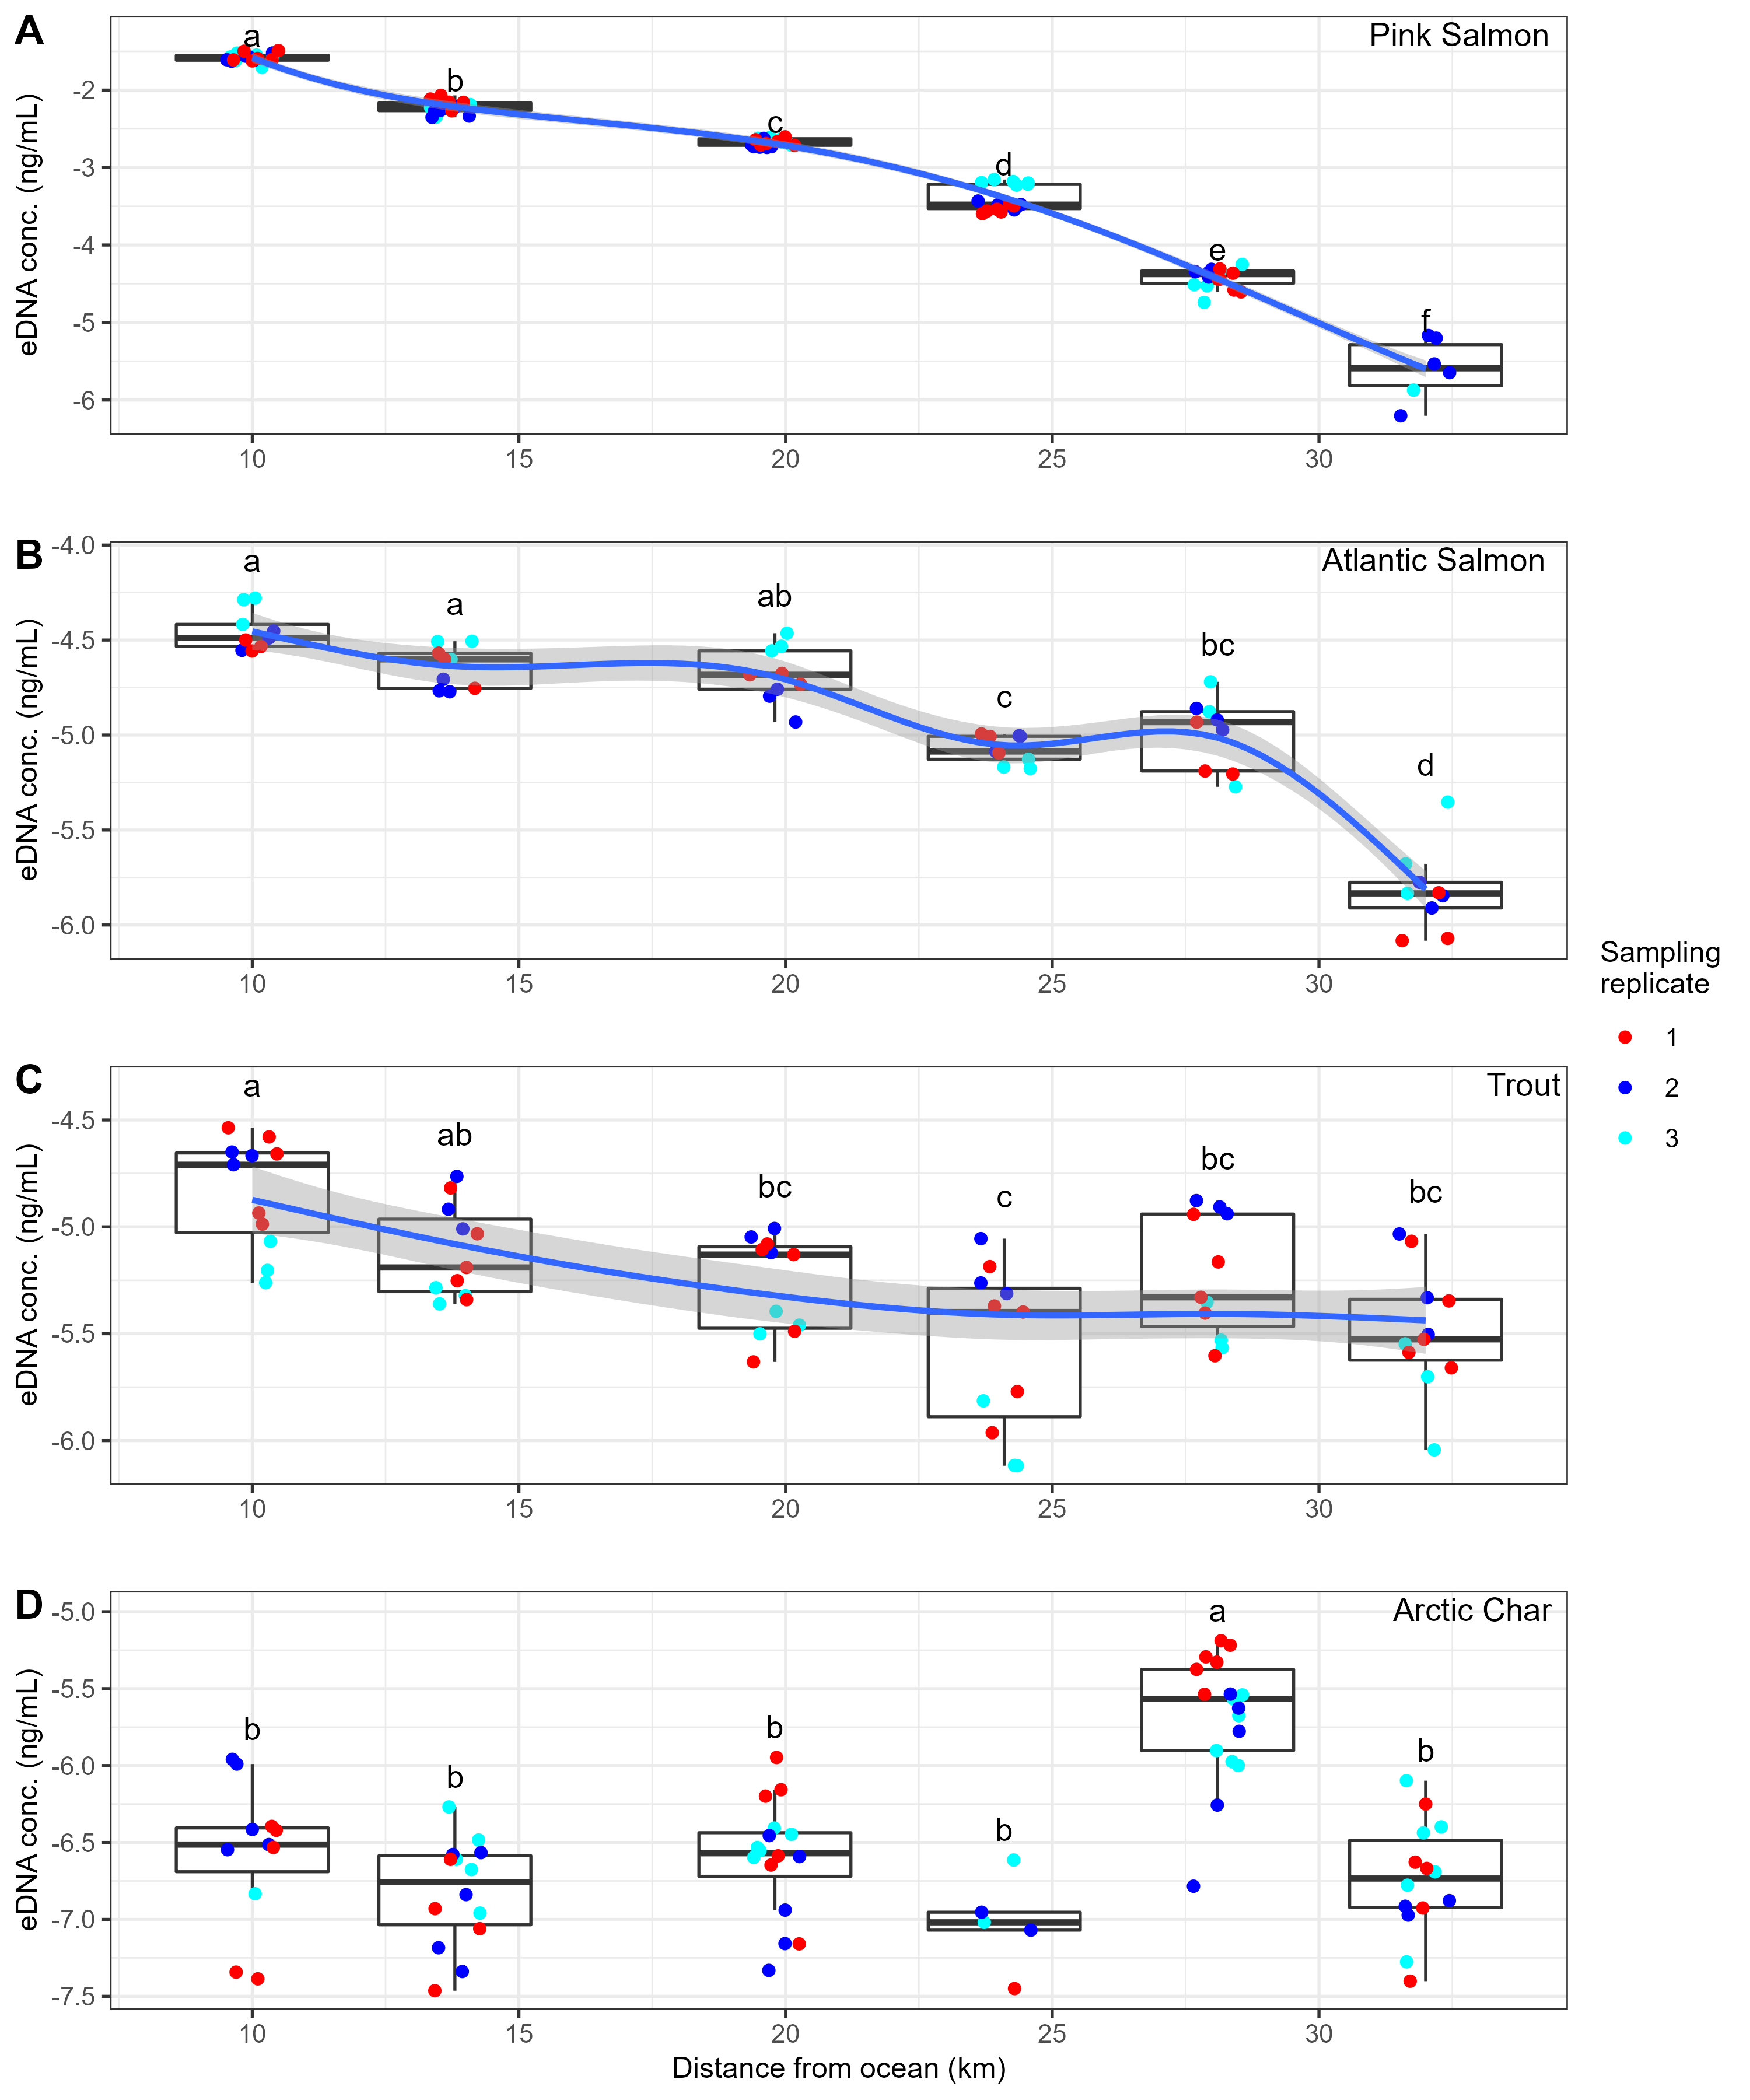 A
Pink Salmon
eDNA conc. (ng/mL)
-2
-3
-4
-5
-6
a
b
c
d
e
f
10 15 20 25 30
B
Atlantic Salmon
eDNA conc. (ng/mL)
-4.0
-4.5
-5.0
-5.5
-6.0
a
a
ab
c
bc
d
10 15 20 25 30
C
Trout
eDNA conc. (ng/mL)
-4.5
-5.0
-5.5
-6.0
a
ab
bc
c
bc
bc
10 15 20 25 30
D
Arctic Char
eDNA conc. (ng/mL)
-5.0
-5.5
-6.0
-6.5
-7.0
-7.5
b
b
b
b
a
b
10 15 20 25 30
Distance from ocean (km)
Sampling
replicate
1
2
3